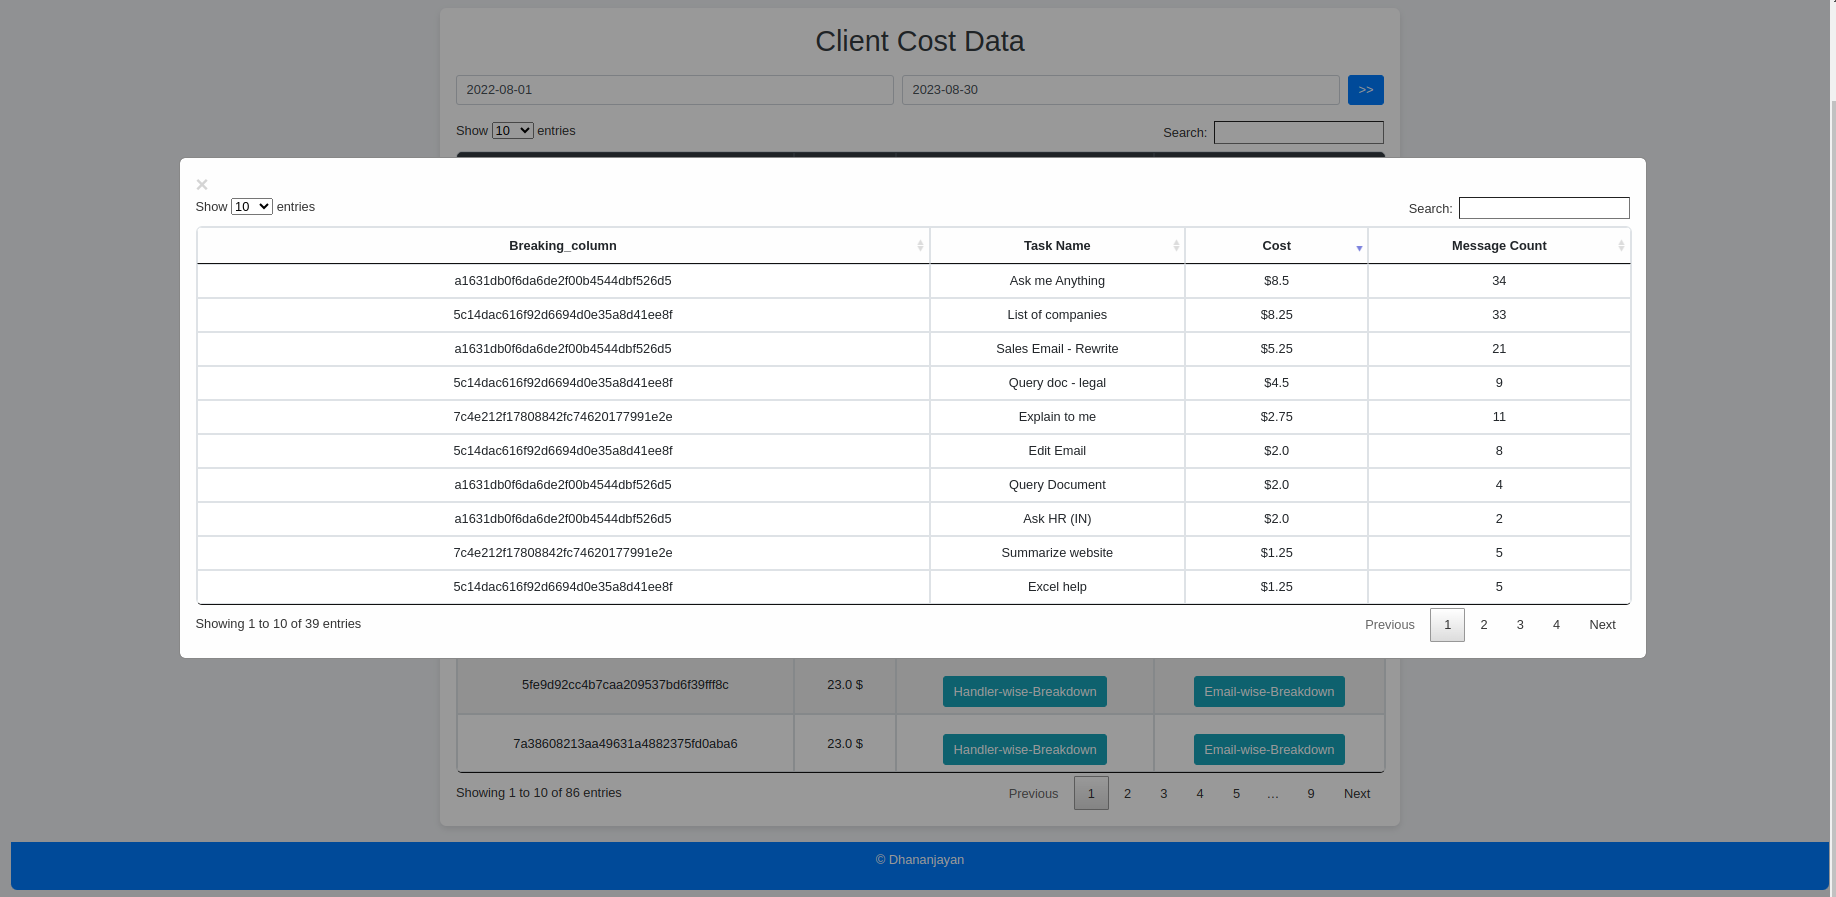 Client Cost Data
2022-08-01 2023-08-30 >>
Show 10 entries Search:
×
Show 10 entries Search:
Breaking_column Task Name Cost Message Count
a1631db0f6da6de2f00b4544dbf526d5 Ask me Anything $8.5 34
5c14dac616f92d6694d0e35a8d41ee8f List of companies $8.25 33
a1631db0f6da6de2f00b4544dbf526d5 Sales Email - Rewrite $5.25 21
5c14dac616f92d6694d0e35a8d41ee8f Query doc - legal $4.5 9
7c4e212f17808842fc74620177991e2e Explain to me $2.75 11
5c14dac616f92d6694d0e35a8d41ee8f Edit Email $2.0 8
a1631db0f6da6de2f00b4544dbf526d5 Query Document $2.0 4
a1631db0f6da6de2f00b4544dbf526d5 Ask HR (IN) $2.0 2
7c4e212f17808842fc74620177991e2e Summarize website $1.25 5
5c14dac616f92d6694d0e35a8d41ee8f Excel help $1.25 5
Showing 1 to 10 of 39 entries Previous 1 2 3 4 Next
5fe9d92cc4b7caa209537bd6f39fff8c 23.0 $ Handler-wise-Breakdown Email-wise-Breakdown
7a38608213aa49631a4882375fd0aba6 23.0 $ Handler-wise-Breakdown Email-wise-Breakdown
Showing 1 to 10 of 86 entries Previous 1 2 3 4 5 … 9 Next
© Dhananjayan